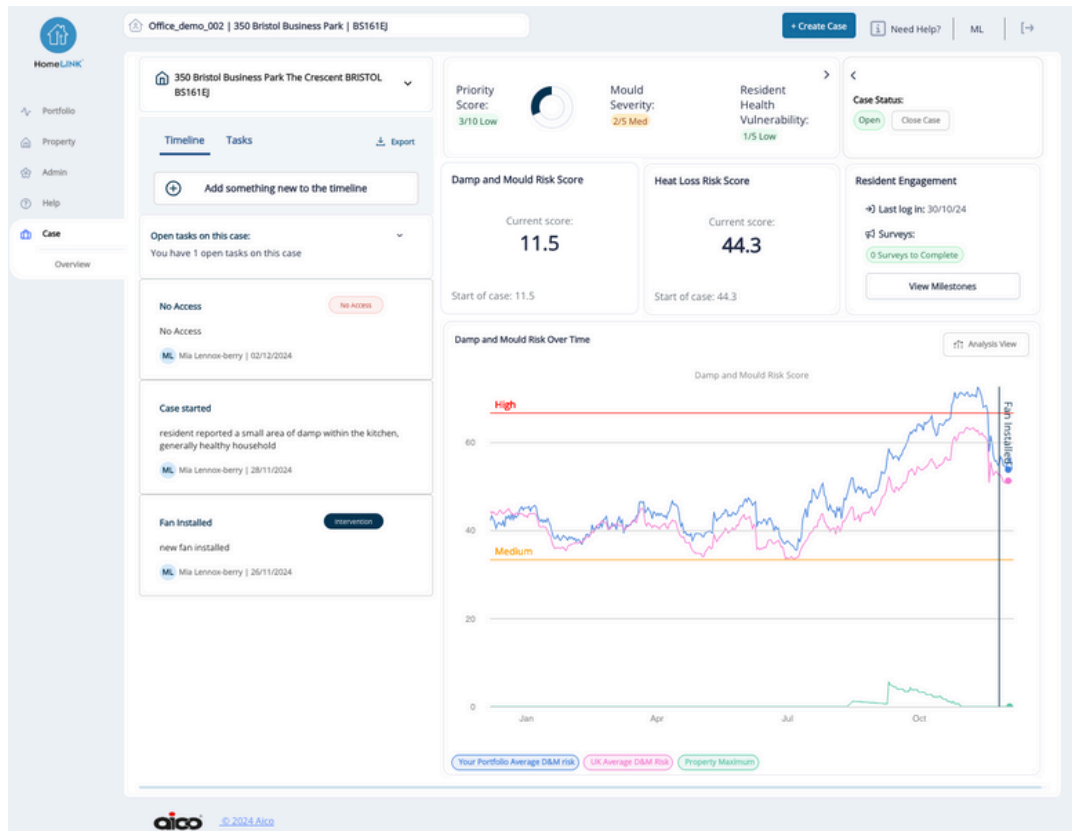 HomeLINK
Office_demo_002 | 350 Bristol Business Park | BS161EJ
+ Create Case
Need Help?
ML
Portfolio
Property
Admin
Help
Case
Overview
350 Bristol Business Park The Crescent BRISTOL
BS161EJ
Timeline
Tasks
Export
Add something new to the timeline
Open tasks on this case:
You have 1 open tasks on this case
No Access
No Access
No Access
ML Mia Lennox-berry | 02/12/2024
Case started
resident reported a small area of damp within the kitchen,
generally healthy household
ML Mia Lennox-berry | 28/11/2024
Fan Installed
intervention
new fan installed
ML Mia Lennox-berry | 26/11/2024
Priority
Score:
3/10 Low
Mould
Severity:
2/5 Med
Resident
Health
Vulnerability:
1/5 Low
Case Status:
Open
Close Case
Damp and Mould Risk Score
Current score:
11.5
Start of case: 11.5
Heat Loss Risk Score
Current score:
44.3
Start of case: 44.3
Resident Engagement
Last log in: 30/10/24
Surveys:
0 Surveys to Complete
View Milestones
Damp and Mould Risk Over Time
Analysis View
Damp and Mould Risk Score
High
Fan Installed
60
40
Medium
20
0
Jan
Apr
Jul
Oct
Your Portfolio Average D&M risk
UK Average D&M Risk
Property Maximum
aico
© 2024 Aico